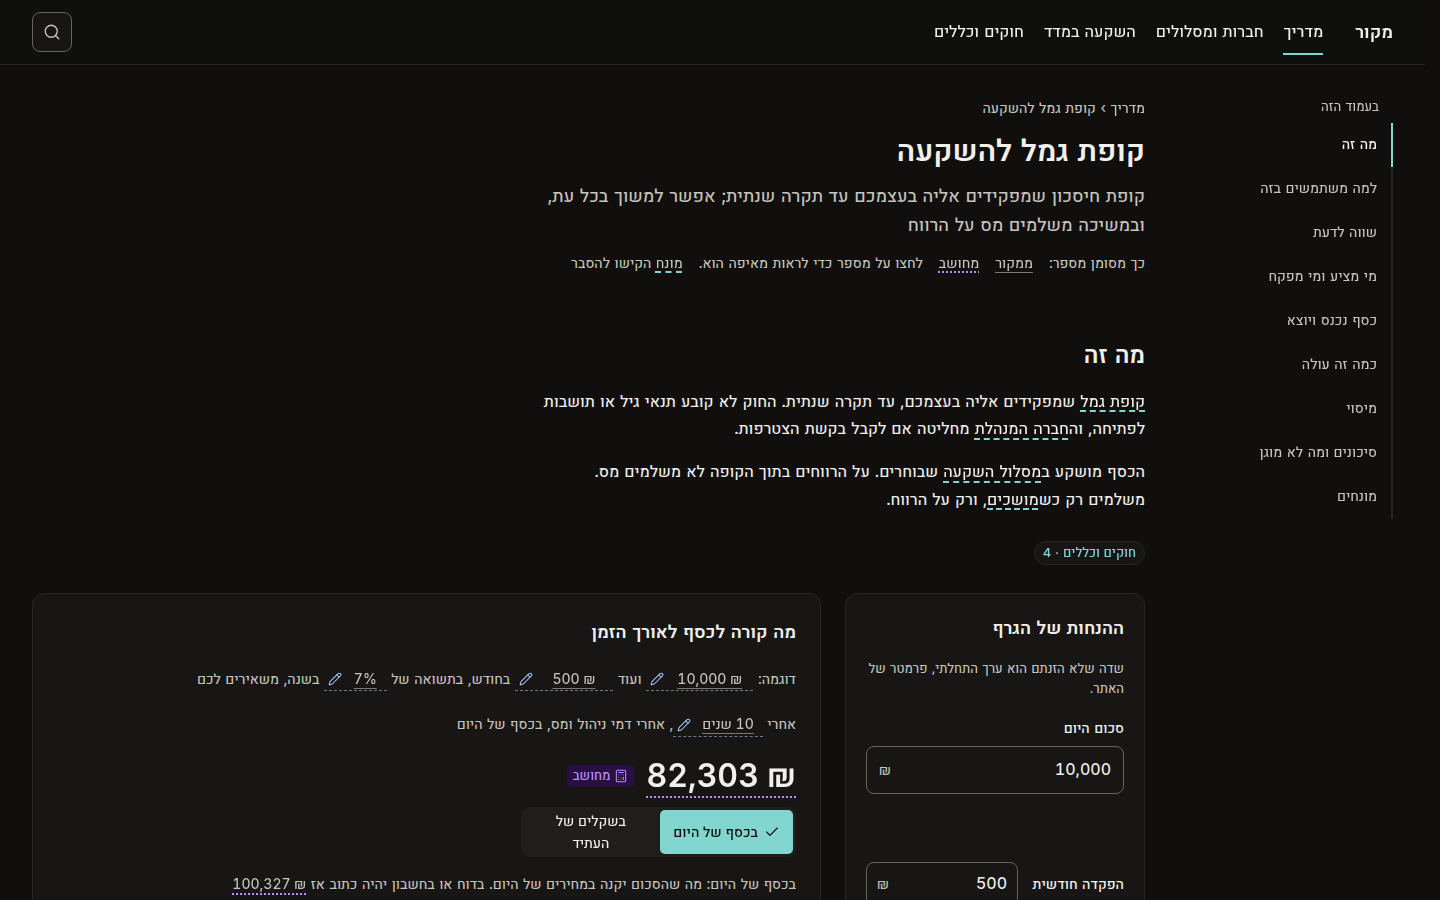 מקור
מדריך
חברות ומסלולים
השקעה במדד
חוקים וכללים
בעמוד הזה
מה זה
למה משתמשים בזה
שווה לדעת
מי מציע ומי מפקח
כסף נכנס ויוצא
כמה זה עולה
מיסוי
סיכונים ומה לא מוגן
מונחים
מדריך › קופת גמל להשקעה
קופת גמל להשקעה
קופת חיסכון שמפקידים אליה בעצמכם עד תקרה שנתית; אפשר למשוך בכל עת,
ובמשיכה משלמים מס על הרווח
כך מסומן מספר: ממקור מחושב לחצו על מספר כדי לראות מאיפה הוא. מונח הקישו להסבר
מה זה
קופת גמל שמפקידים אליה בעצמכם, עד תקרה שנתית. החוק לא קובע תנאי גיל או תושבות
לפתיחה, והחברה המנהלת מחליטה אם לקבל בקשת הצטרפות.
הכסף מושקע במסלול השקעה שבוחרים. על הרווחים בתוך הקופה לא משלמים מס.
משלמים רק כשמושכים, ורק על הרווח.
חוקים וכללים · 4
ההנחות של הגרף
שדה שלא הזנתם הוא ערך התחלתי, פרמטר של
האתר.
סכום היום
10,000 ₪
הפקדה חודשית 500 ₪
מה קורה לכסף לאורך הזמן
דוגמה: 10,000 ₪ ועוד 500 ₪ בחודש, בתשואה של 7% בשנה, משאירים לכם
אחרי 10 שנים, אחרי דמי ניהול ומס, בכסף של היום
82,303 ₪ מחושב
בכסף של היום
בשקלים של
העתיד
בכסף של היום: מה שהסכום יקנה במחירים של היום. בדוח או בחשבון יהיה כתוב אז 100,327 ₪